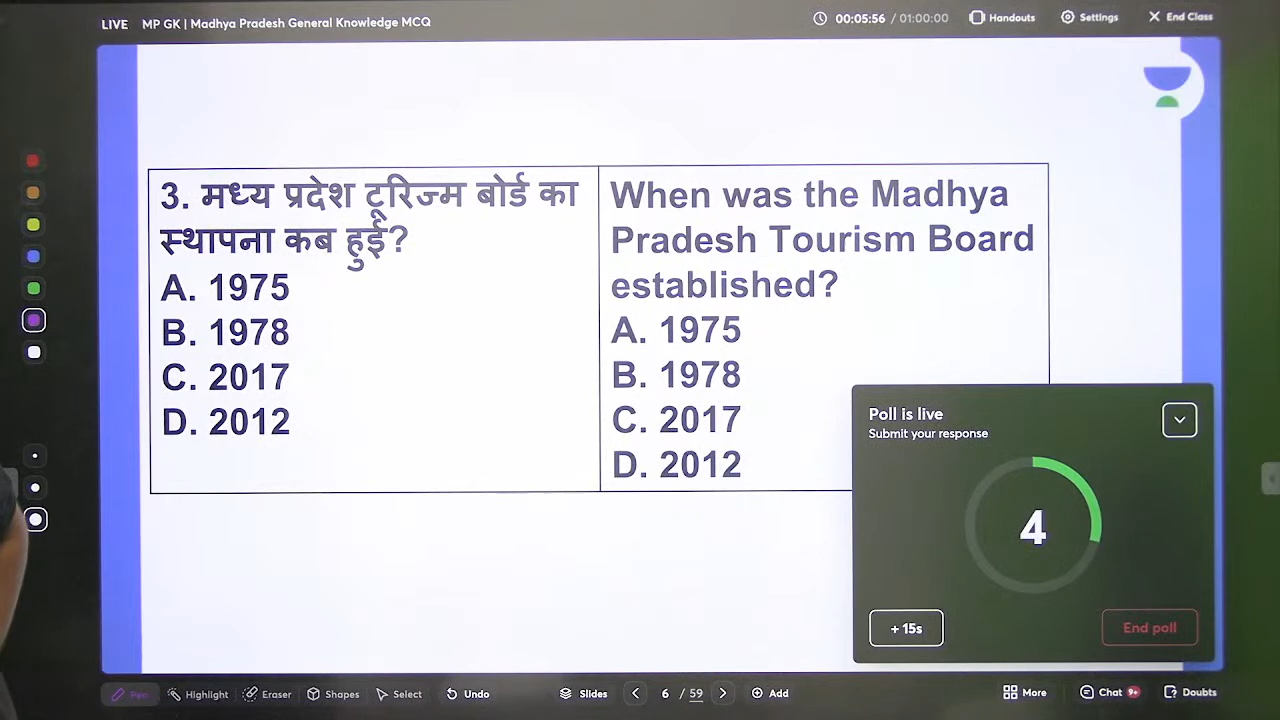 LIVE MP GK | Madhya Pradesh General Knowledge MCQ
00:05:56 / 01:00:00 Handouts Settings End Class
3. मध्य प्रदेश टूरिज्म बोर्ड का
स्थापना कब हुई?
A. 1975
B. 1978
C. 2017
D. 2012
When was the Madhya
Pradesh Tourism Board
established?
A. 1975
B. 1978
C. 2017
D. 2012
Poll is live
Submit your response
4
+ 15s End poll
Pen Highlight Eraser Shapes Select Undo Slides 6 / 59 Add More Chat 9+ Doubts